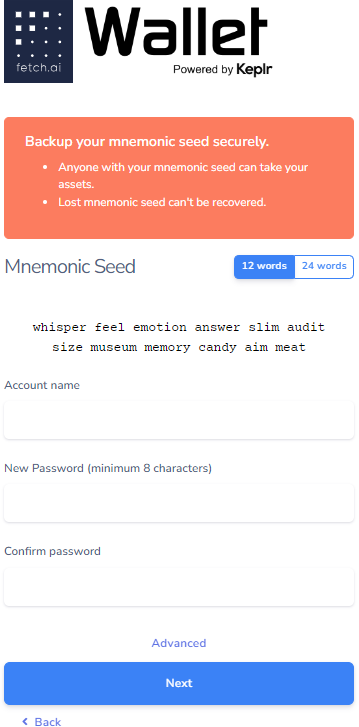 fetch.ai
Wallet
Powered by Keplr
Backup your mnemonic seed securely.
• Anyone with your mnemonic seed can take your
assets.
• Lost mnemonic seed can't be recovered.
Mnemonic Seed
12 words
24 words
whisper feel emotion answer slim audit
size museum memory candy aim meat
Account name
New Password (minimum 8 characters)
Confirm password
Advanced
Next
Back